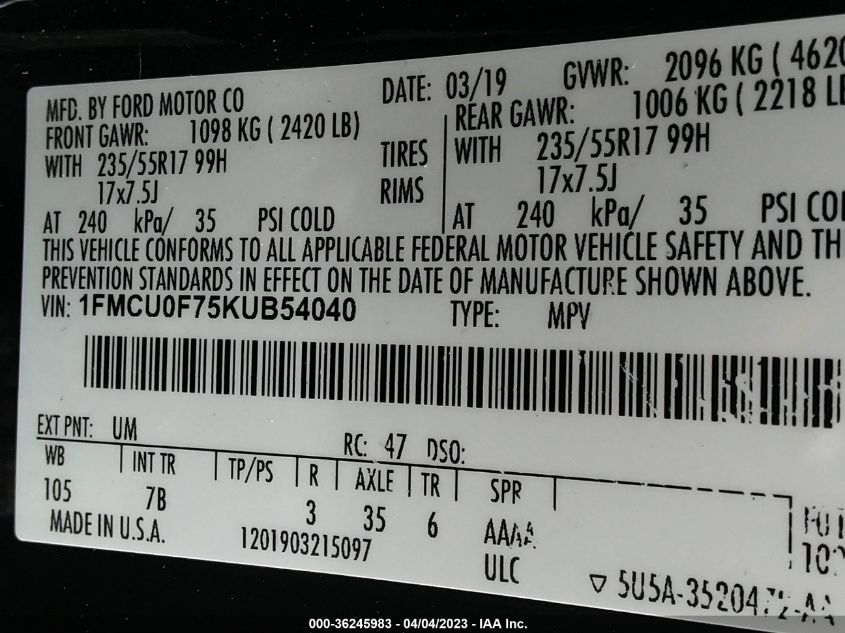 MFD. BY FORD MOTOR CO DATE: 03/19 GVWR: 2096 KG ( 4620
FRONT GAWR: 1098 KG ( 2420 LB) REAR GAWR: 1006 KG ( 2218 LB
WITH 235/55R17 99H TIRES WITH 235/55R17 99H
17x7.5J RIMS 17x7.5J
AT 240 kPa/ 35 PSI COLD AT 240 kPa/ 35 PSI COL
THIS VEHICLE CONFORMS TO ALL APPLICABLE FEDERAL MOTOR VEHICLE SAFETY AND TH
PREVENTION STANDARDS IN EFFECT ON THE DATE OF MANUFACTURE SHOWN ABOVE.
VIN: 1FMCU0F75KUB54040 TYPE: MPV
EXT PNT: UM RC: 47 DSO:
WB INT TR TP/PS R AXLE TR SPR
105 7B 3 35 6 AAAA
MADE IN U.S.A. 1201903215097 ULC
5U5A-3520472-AA
000-36245983 - 04/04/2023 - IAA Inc.